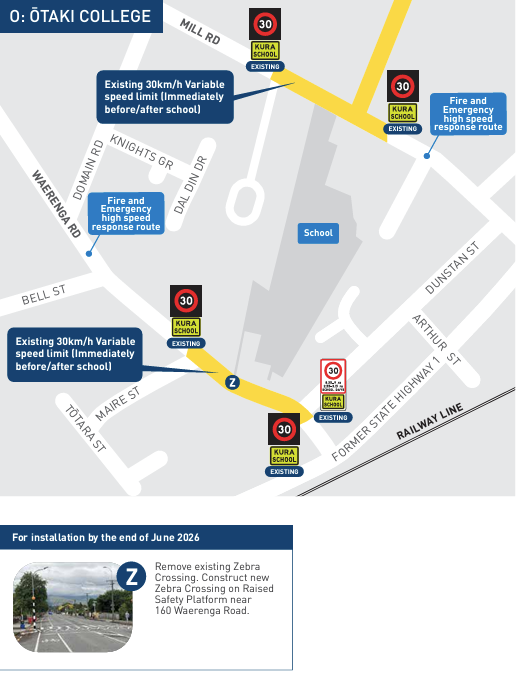 O: ŌTAKI COLLEGE
MILL RD
30
KURA
SCHOOL
EXISTING
Existing 30km/h Variable
speed limit (Immediately
before/after school)
30
KURA
SCHOOL
EXISTING
Fire and
Emergency
high speed
response route
KNIGHTS GR
DOMAIN RD
DAL DIN DR
WAERENGA RD
Fire and
Emergency
high speed
response route
School
DUNSTAN ST
BELL ST
30
KURA
SCHOOL
EXISTING
ARTHUR ST
Existing 30km/h Variable
speed limit (Immediately
before/after school)
Z
30
KURA
SCHOOL
EXISTING
MAIRE ST
TŌTARA ST
30
KURA
SCHOOL
EXISTING
FORMER STATE HIGHWAY 1
RAILWAY LINE
For installation by the end of June 2026
Z
Remove existing Zebra
Crossing. Construct new
Zebra Crossing on Raised
Safety Platform near
160 Waerenga Road.